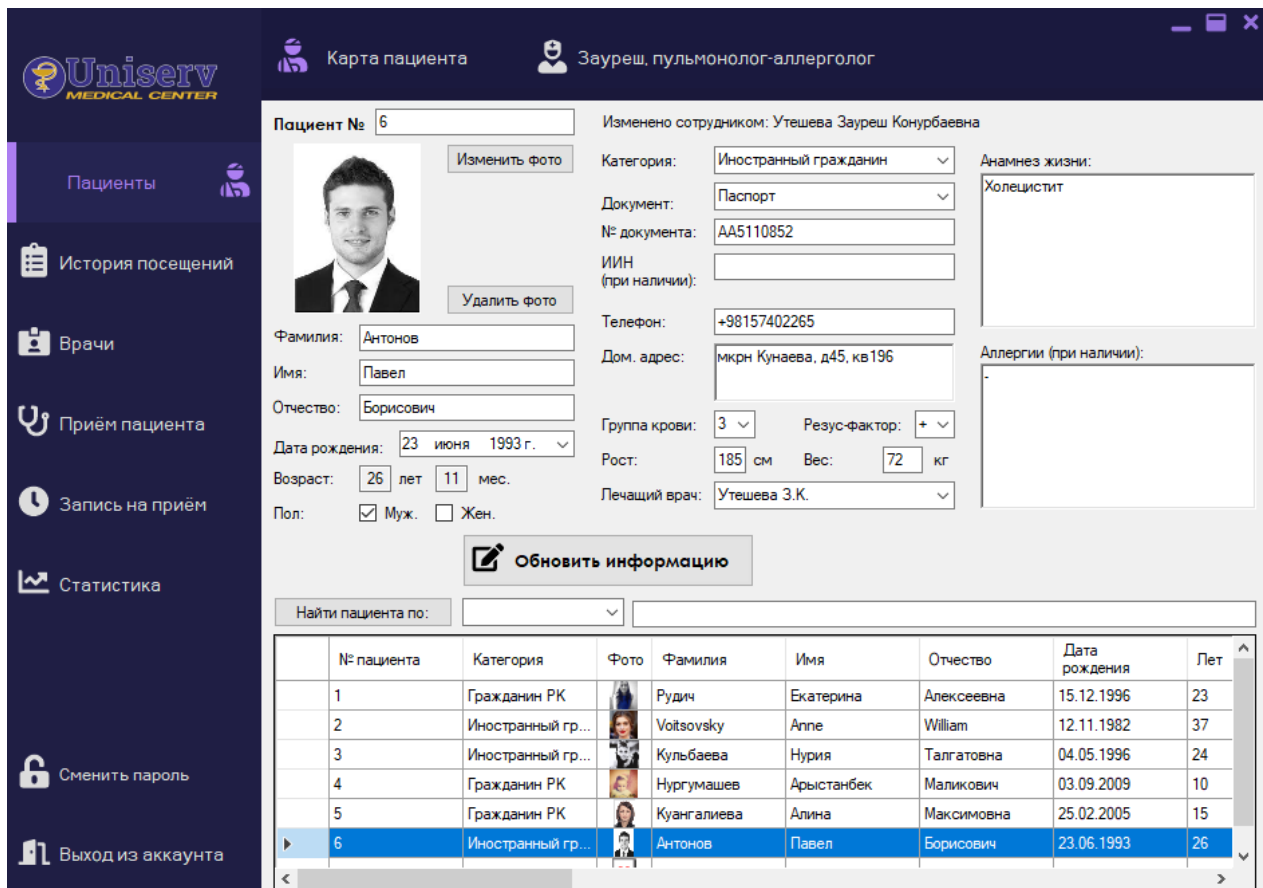 Uniserv
MEDICAL CENTER
Карта пациента
Зауреш, пульмонолог-аллерголог
Пациенты
История посещений
Врачи
Приём пациента
Запись на приём
Статистика
Сменить пароль
Выход из аккаунта
Пациент № 6
Изменить фото
Удалить фото
Фамилия: Антонов
Имя: Павел
Отчество: Борисович
Дата рождения: 23 июня 1993 г.
Возраст: 26 лет 11 мес.
Пол: Муж. Жен.
Изменено сотрудником: Утешева Зауреш Конурбаевна
Категория: Иностранный гражданин
Документ: Паспорт
№ документа: AA5110852
ИИН
(при наличии):
Телефон: +98157402265
Дом. адрес: мкрн Кунаева, д45, кв196
Группа крови: 3 Резус-фактор: +
Рост: 185 см Вес: 72 кг
Лечащий врач: Утешева З.К.
Анамнез жизни:
Холецистит
Аллергии (при наличии):
-
Обновить информацию
Найти пациента по:
№ пациента Категория Фото Фамилия Имя Отчество Дата рождения Лет
1 Гражданин РК Рудич Екатерина Алексеевна 15.12.1996 23
2 Иностранный гр... Voitsovsky Anne William 12.11.1982 37
3 Иностранный гр... Кульбаева Нурия Талгатовна 04.05.1996 24
4 Гражданин РК Нургумашев Арыстанбек Маликович 03.09.2009 10
5 Гражданин РК Куангалиева Алина Максимовна 25.02.2005 15
6 Иностранный гр... Антонов Павел Борисович 23.06.1993 26